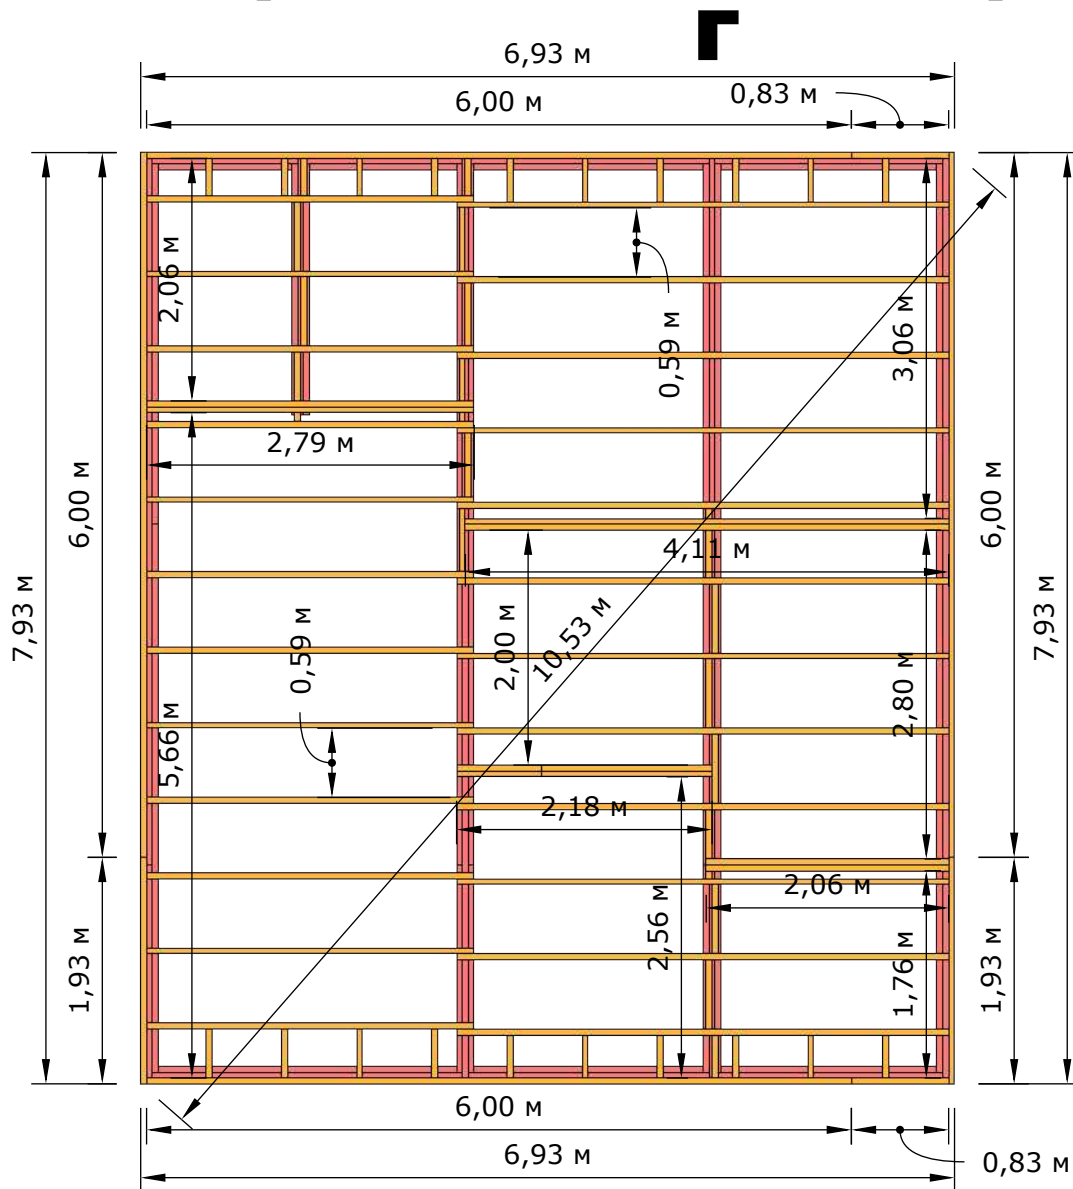 Г
6,93 м
6,00 м
0,83 м
2,06 м
0,59 м
3,06 м
2,79 м
6,00 м
6,00 м
4,11 м
7,93 м
7,93 м
0,59 м
2,00 м
10,53 м
2,80 м
5,66 м
2,18 м
2,06 м
1,93 м
2,56 м
1,76 м
1,93 м
6,00 м
6,93 м
0,83 м